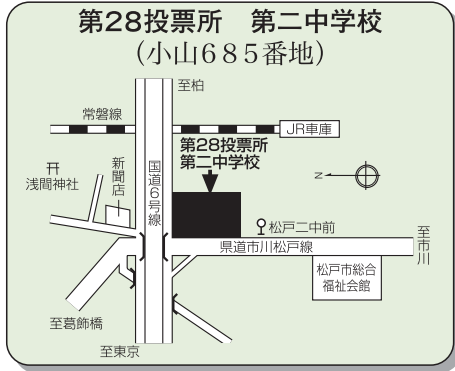 第28投票所　第二中学校
（小山685番地）
至柏
常磐線
JR車庫
第28投票所
第二中学校
浅間神社
新聞店
国道6号線
N
松戸二中前
県道市川松戸線
至市川
松戸市総合
福祉会館
至葛飾橋
至東京